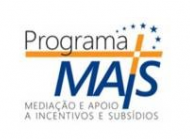 Programa
MAIS
MEDIAÇÃO E APOIO
A INCENTIVOS E SUBSÍDIOS